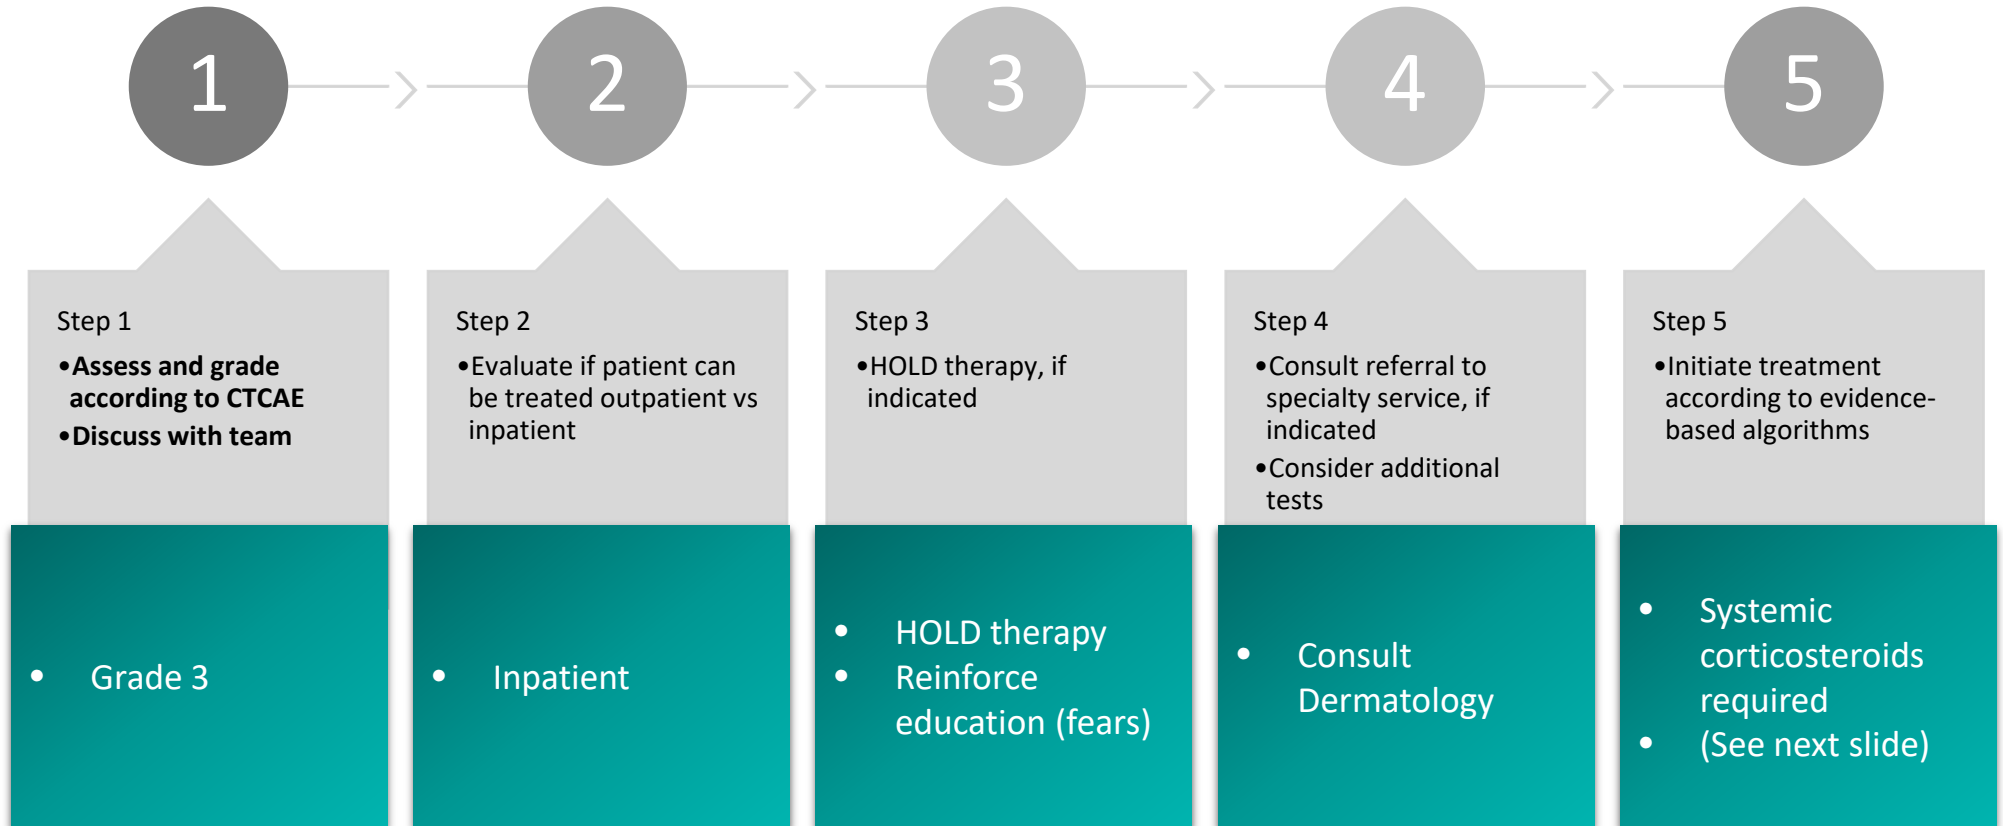 1
2
3
4
5
Step 1
•Assess and grade
according to CTCAE
•Discuss with team
Step 2
•Evaluate if patient can
be treated outpatient vs
inpatient
Step 3
•HOLD therapy, if
indicated
Step 4
•Consult referral to
specialty service, if
indicated
•Consider additional
tests
Step 5
•Initiate treatment
according to evidence-
based algorithms
• Grade 3
• Inpatient
• HOLD therapy
• Reinforce
education (fears)
• Consult
Dermatology
• Systemic
corticosteroids
required
• (See next slide)